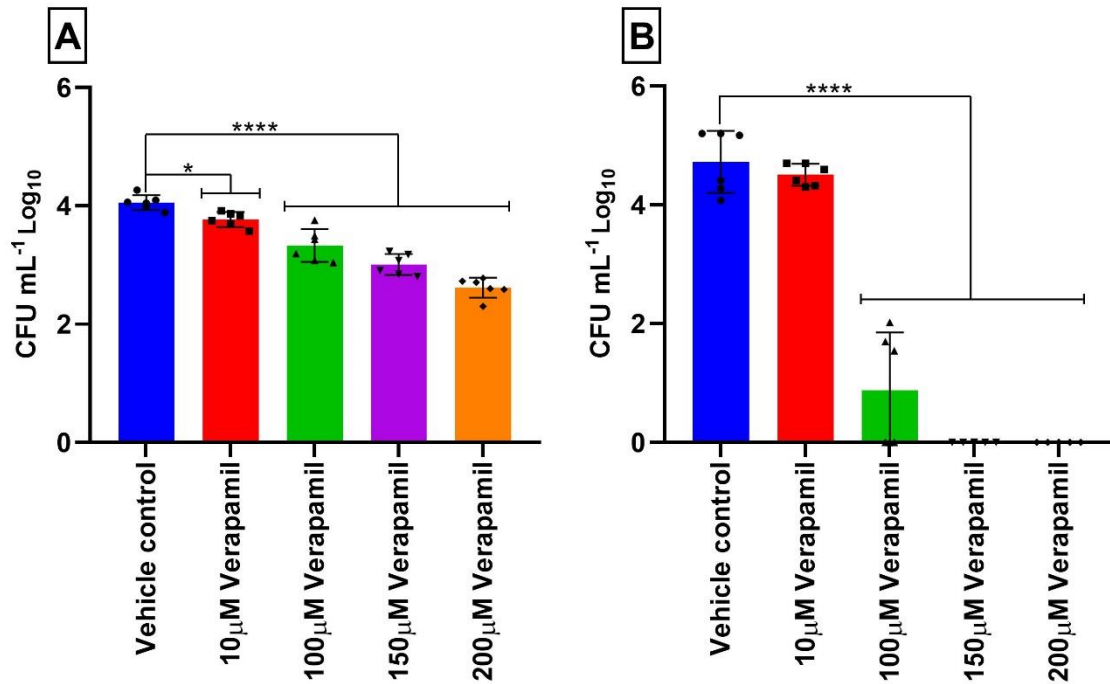 A
CFU mL⁻¹ Log₁₀
6
4
2
0
****
*
Vehicle control
10μM Verapamil
100μM Verapamil
150μM Verapamil
200μM Verapamil
B
CFU mL⁻¹ Log₁₀
6
4
2
0
****
Vehicle control
10μM Verapamil
100μM Verapamil
150μM Verapamil
200μM Verapamil